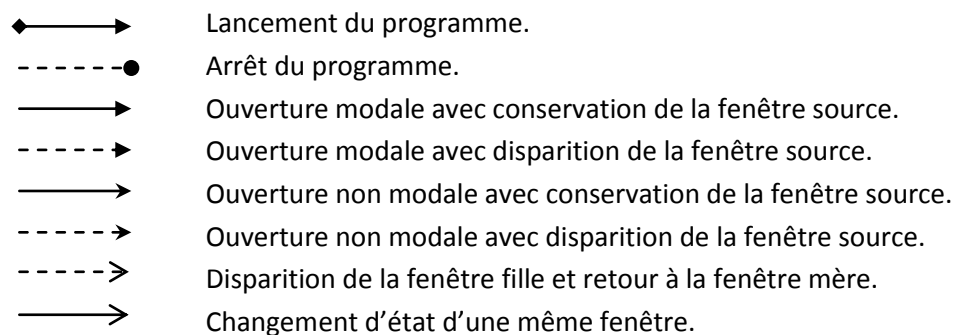 Lancement du programme.
Arrêt du programme.
Ouverture modale avec conservation de la fenêtre source.
Ouverture modale avec disparition de la fenêtre source.
Ouverture non modale avec conservation de la fenêtre source.
Ouverture non modale avec disparition de la fenêtre source.
Disparition de la fenêtre fille et retour à la fenêtre mère.
Changement d’état d’une même fenêtre.